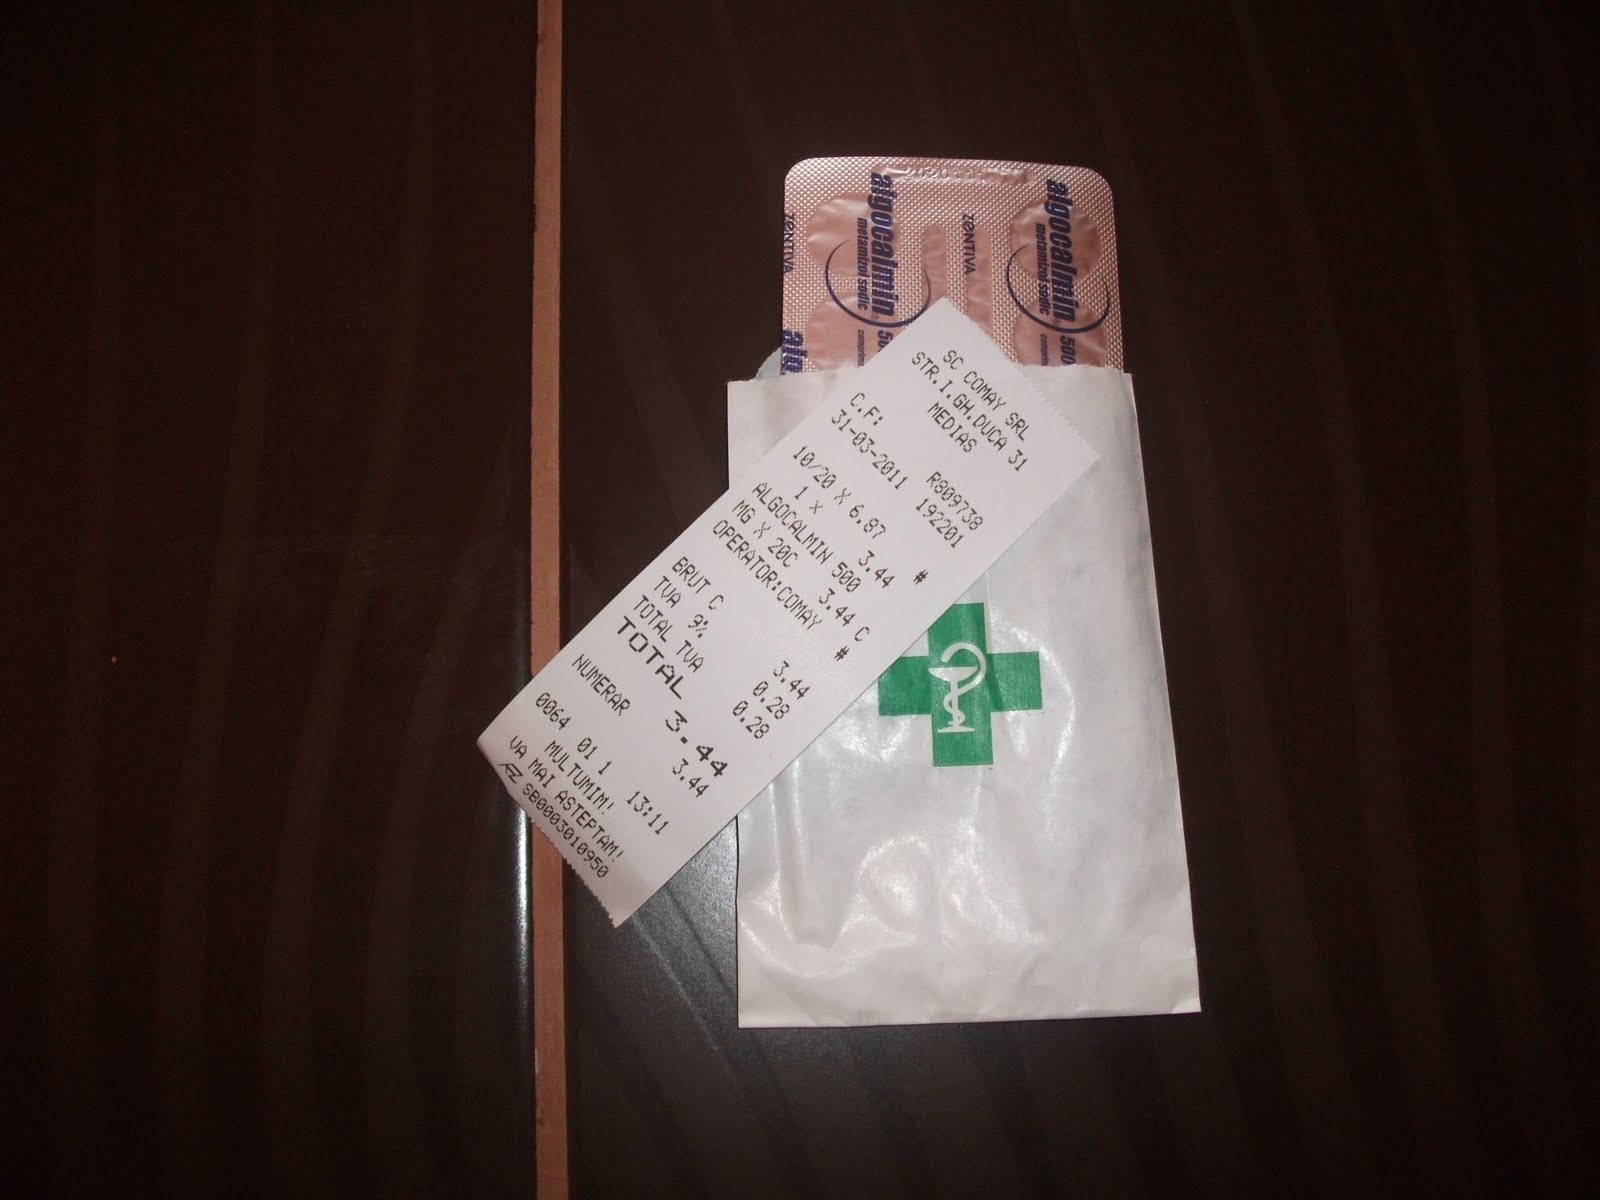 2020111
algocalmin®
metamizol sodic
500
ZENTIVA
algocalmin
metamizol sodic
500
ZENTIVA
SC COMAY SRL
STR.I.GH.DUCA 31
MEDIAS
C.F: R809738
31-03-2011 192201
10/20 X 6.87
1 x 3.44 #
ALGOCALMIN 500
MG X 20C 3.44 C
OPERATOR:COMAY #
BRUT C 3.44
TVA 9% 0.28
TOTAL TVA 0.28
TOTAL 3.44
NUMERAR 3.44
0064 01 1 13:11
MULTUMIM!
VA MAI ASTEPTAM!
SB0003010950